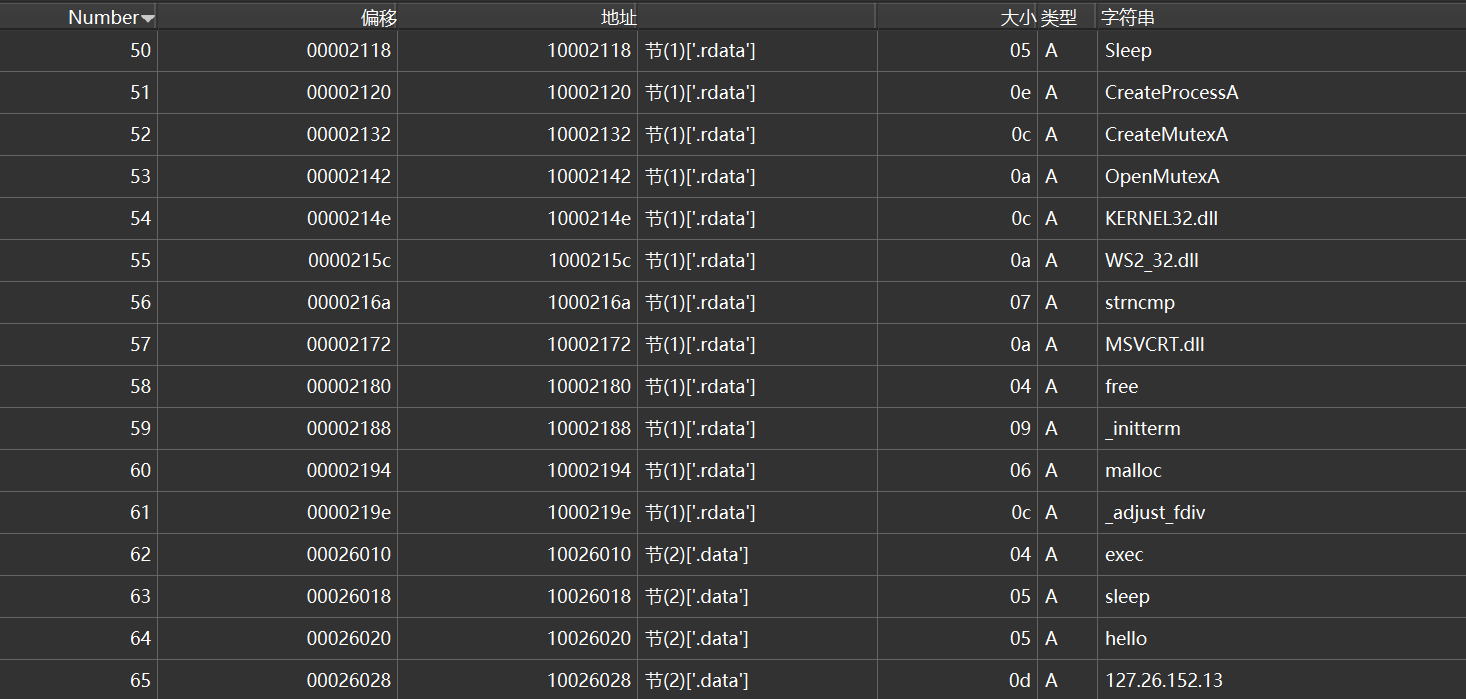 Number 偏移 地址 大小 类型 字符串
50 00002118 10002118 节(1)['.rdata'] 05 A Sleep
51 00002120 10002120 节(1)['.rdata'] 0e A CreateProcessA
52 00002132 10002132 节(1)['.rdata'] 0c A CreateMutexA
53 00002142 10002142 节(1)['.rdata'] 0a A OpenMutexA
54 0000214e 1000214e 节(1)['.rdata'] 0c A KERNEL32.dll
55 0000215c 1000215c 节(1)['.rdata'] 0a A WS2_32.dll
56 0000216a 1000216a 节(1)['.rdata'] 07 A strncmp
57 00002172 10002172 节(1)['.rdata'] 0a A MSVCRT.dll
58 00002180 10002180 节(1)['.rdata'] 04 A free
59 00002188 10002188 节(1)['.rdata'] 09 A _initterm
60 00002194 10002194 节(1)['.rdata'] 06 A malloc
61 0000219e 1000219e 节(1)['.rdata'] 0c A _adjust_fdiv
62 00026010 10026010 节(2)['.data'] 04 A exec
63 00026018 10026018 节(2)['.data'] 05 A sleep
64 00026020 10026020 节(2)['.data'] 05 A hello
65 00026028 10026028 节(2)['.data'] 0d A 127.26.152.13